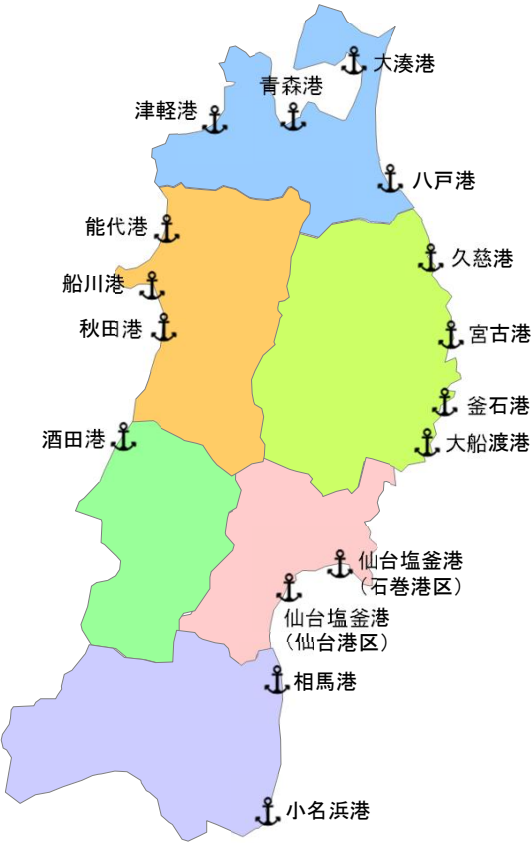 大湊港
青森港
津軽港
八戸港
能代港
久慈港
船川港
秋田港
宮古港
釜石港
酒田港
大船渡港
仙台塩釜港
(石巻港区)
仙台塩釜港
(仙台港区)
相馬港
小名浜港